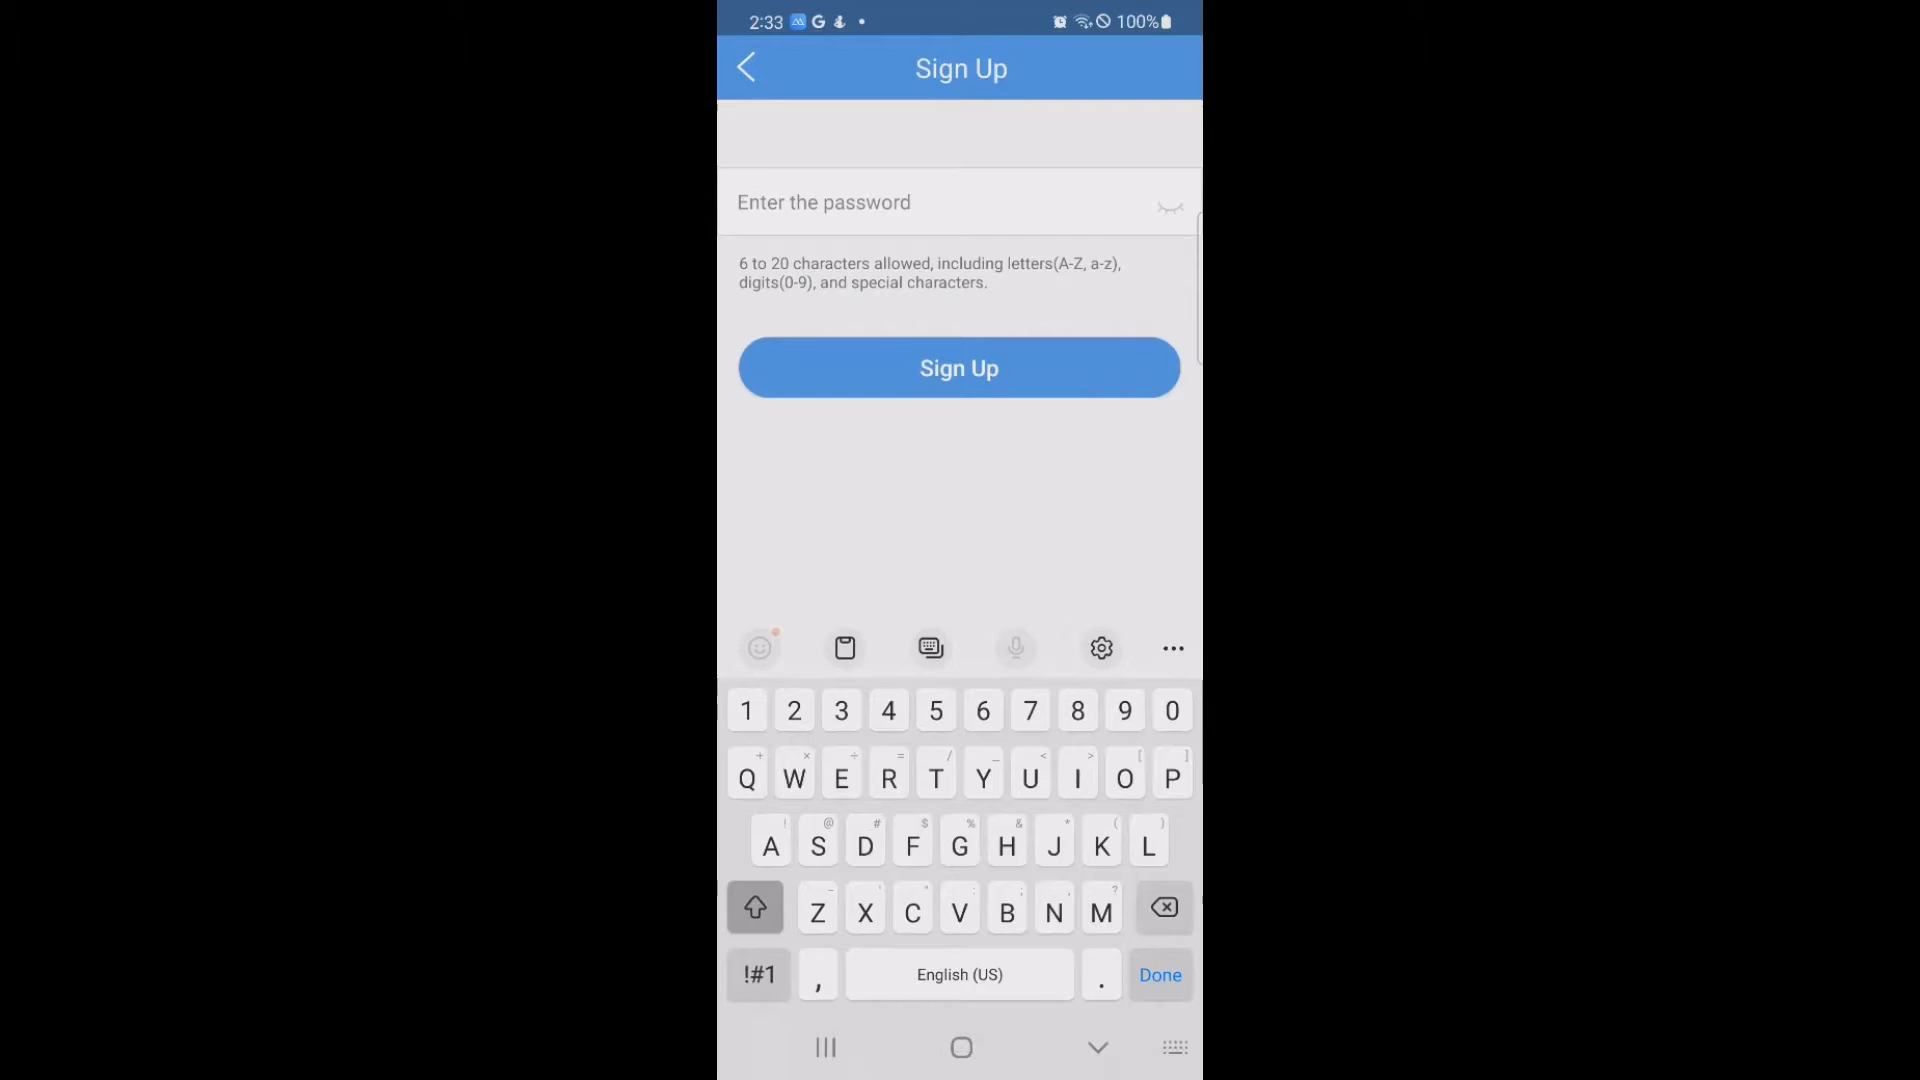 2:33 G 100%
Sign Up
Enter the password
6 to 20 characters allowed, including letters(A-Z, a-z),
digits(0-9), and special characters.
Sign Up
1 2 3 4 5 6 7 8 9 0
+ × ÷ = / _ < > [ ]
Q W E R T Y U I O P
! @ # $ % & * ( )
A S D F G H J K L
- ' " : ; , ?
Z X C V B N M
!#1 , English (US) . Done